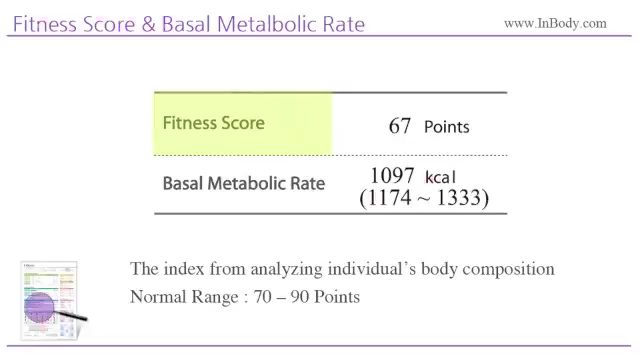 Fitness Score & Basal Metalbolic Rate
www.InBody.com
Fitness Score 67 Points
Basal Metabolic Rate 1097 kcal
(1174 ~ 1333)
The index from analyzing individual's body composition
Normal Range : 70 – 90 Points